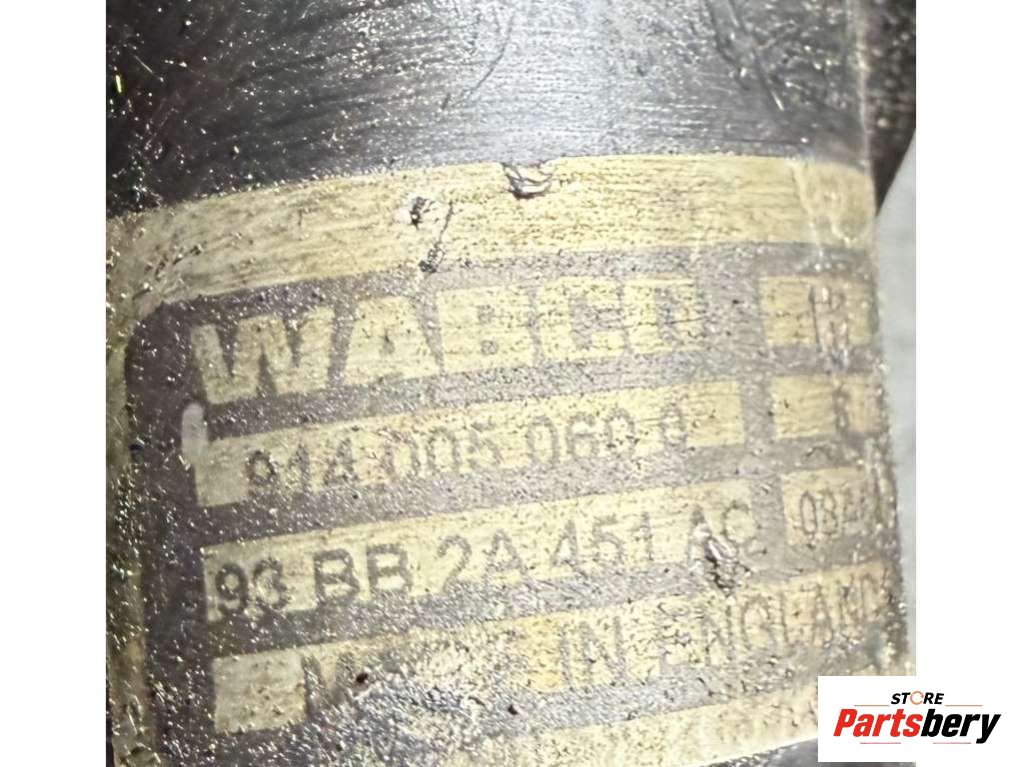 WABCO
914 005 060 0
93 BB 2A 451 AC
IN ENGLAND
STORE
Partsbery